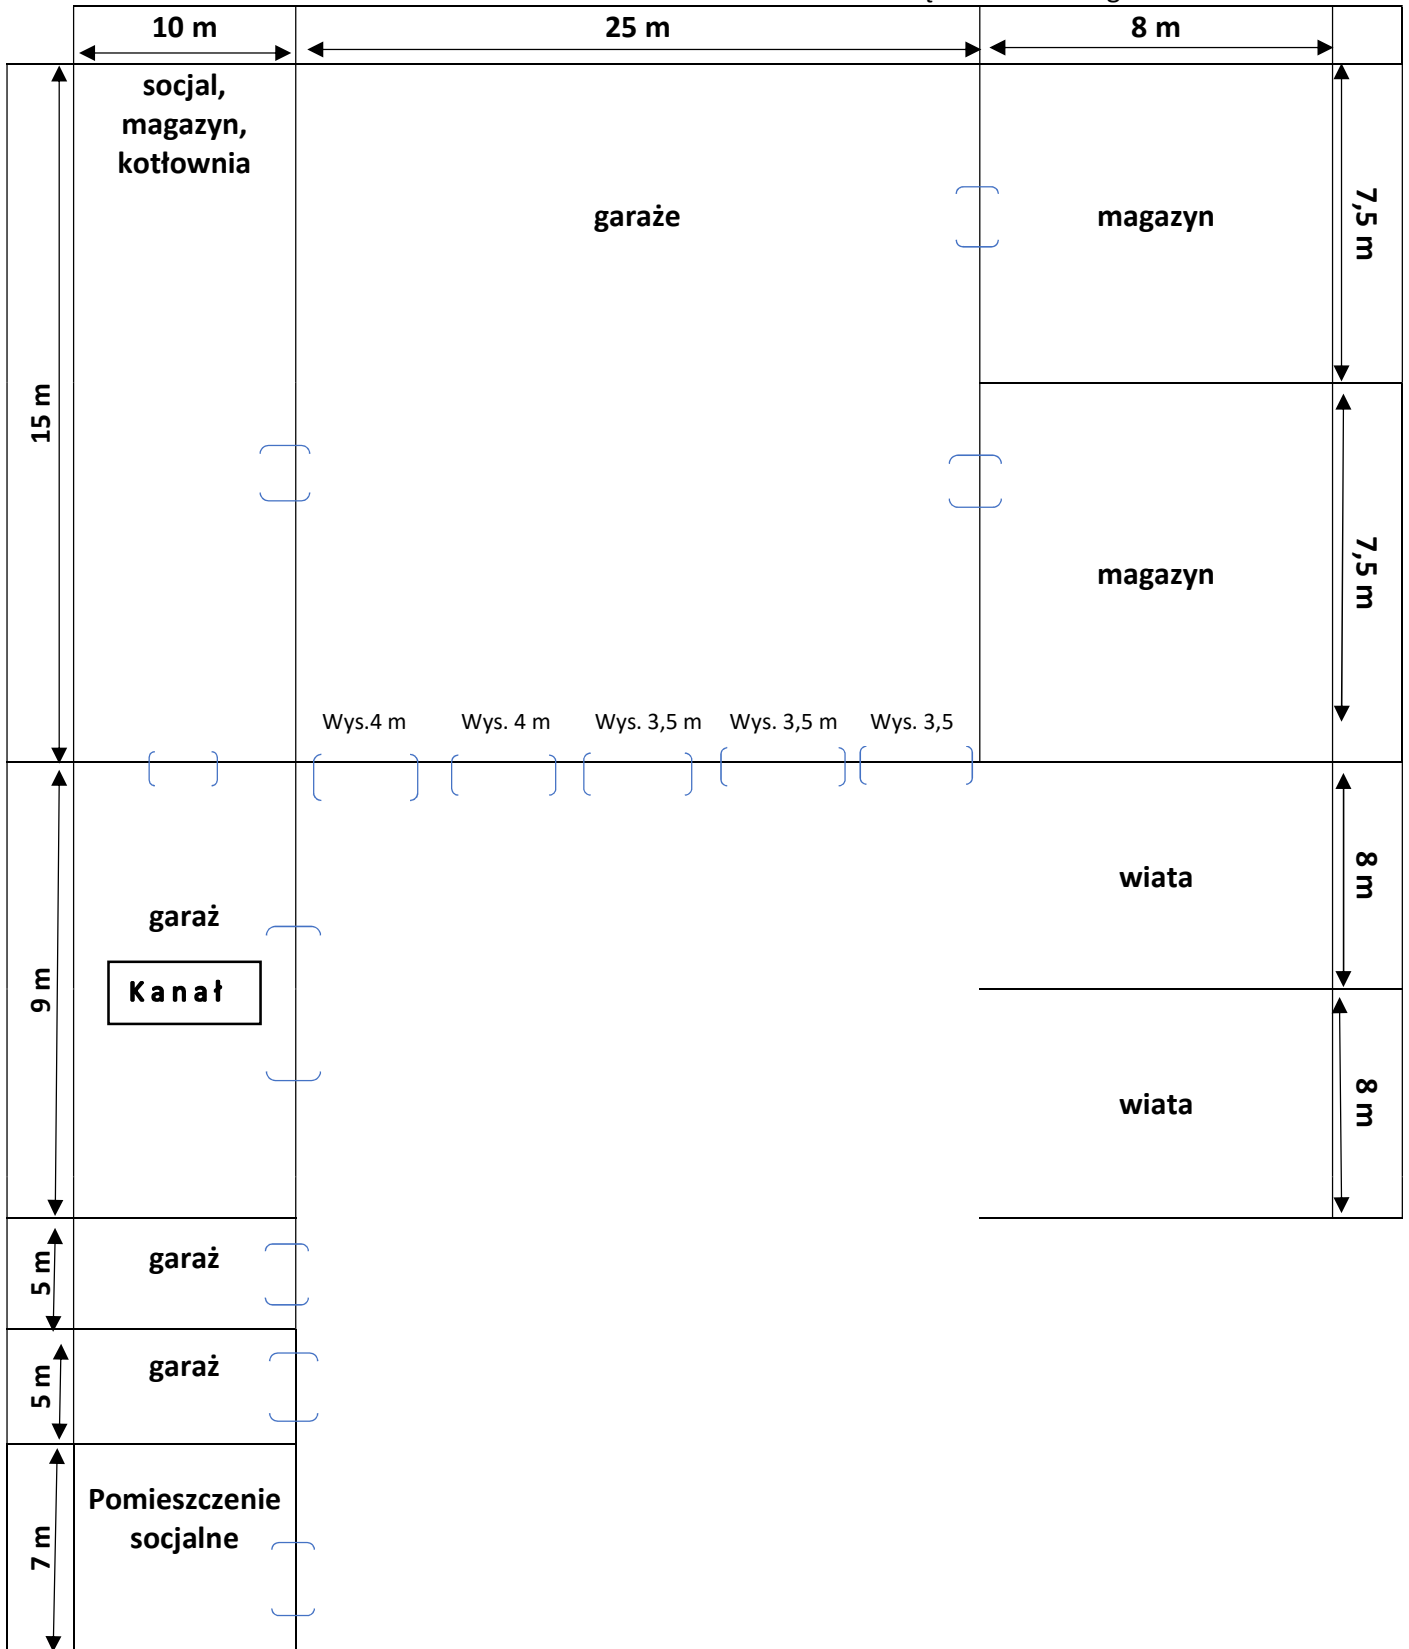 10 m
25 m
8 m
socjal,
magazyn,
kotłownia
garaże
magazyn
7,5 m
15 m
magazyn
7,5 m
Wys.4 m
Wys. 4 m
Wys. 3,5 m
Wys. 3,5 m
Wys. 3,5
garaż
Kanał
9 m
wiata
8 m
wiata
8 m
garaż
5 m
garaż
5 m
Pomieszczenie
socjalne
7 m